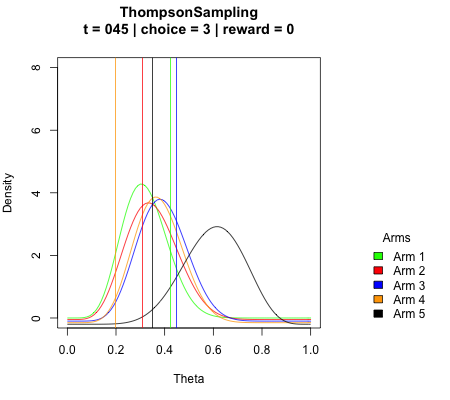 ThompsonSampling
t = 045 | choice = 3 | reward = 0
Density
8
6
4
2
0
0.0 0.2 0.4 0.6 0.8 1.0
Theta
Arms
Arm 1
Arm 2
Arm 3
Arm 4
Arm 5